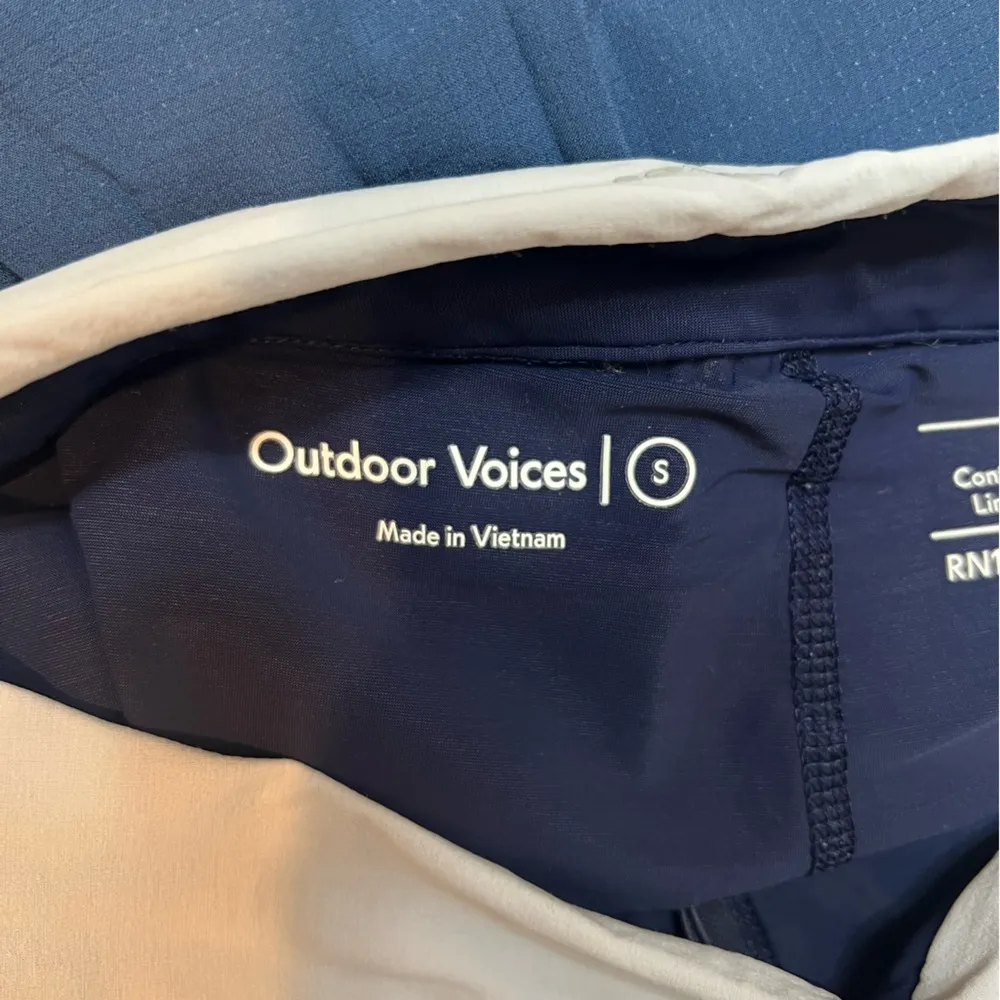 Outdoor Voices | S
Made in Vietnam